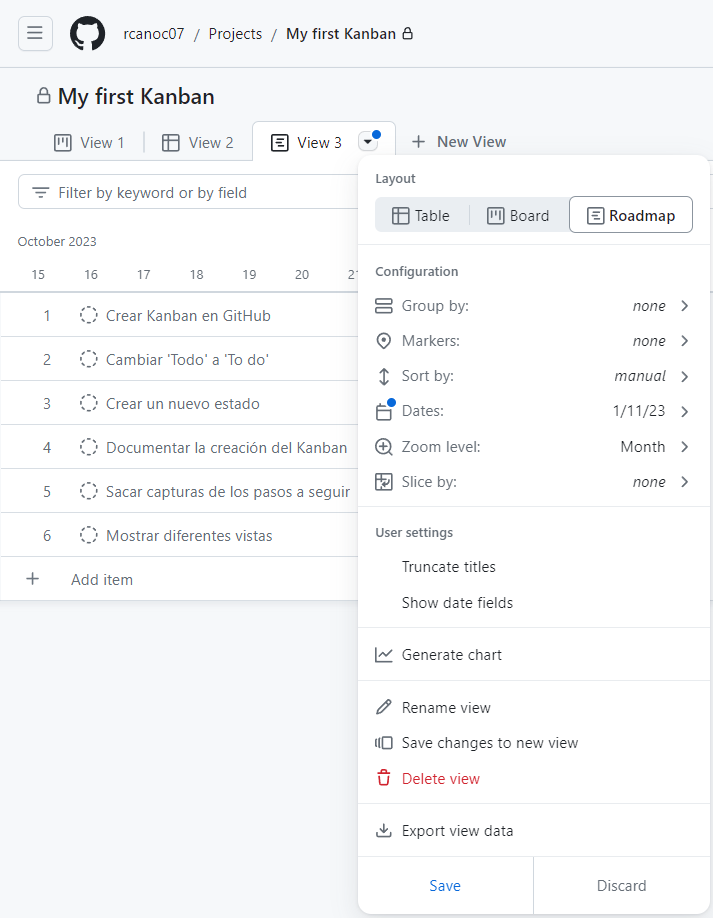 rcanoc07 / Projects / My first Kanban
My first Kanban
View 1
View 2
View 3
New View
Filter by keyword or by field
October 2023
15 16 17 18 19 20
1 Crear Kanban en GitHub
2 Cambiar 'Todo' a 'To do'
3 Crear un nuevo estado
4 Documentar la creación del Kanban
5 Sacar capturas de los pasos a seguir
6 Mostrar diferentes vistas
Add item
Layout
Table Board Roadmap
Configuration
Group by: none
Markers: none
Sort by: manual
Dates: 1/11/23
Zoom level: Month
Slice by: none
User settings
Truncate titles
Show date fields
Generate chart
Rename view
Save changes to new view
Delete view
Export view data
Save Discard